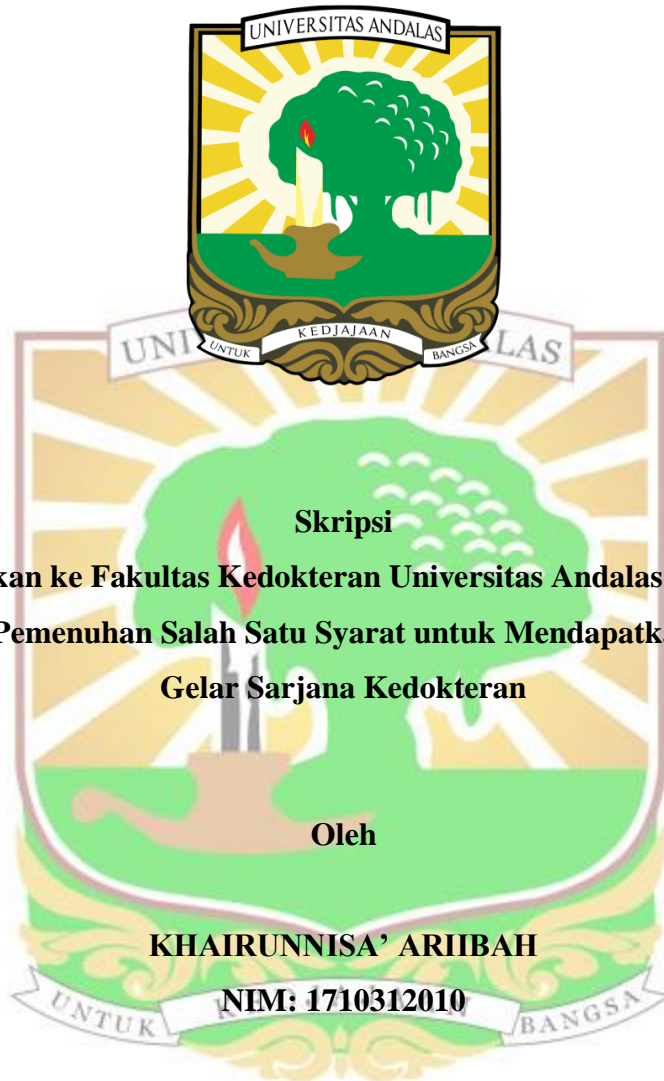 UNIVERSITAS ANDALAS
UNTUK KEDJAJAAN BANGSA
UNI LAS
Skripsi
kan ke Fakultas Kedokteran Universitas Andalas
Pemenuhan Salah Satu Syarat untuk Mendapatk
Gelar Sarjana Kedokteran
Oleh
KHAIRUNNISA’ ARIIBAH
NIM: 1710312010
UNTUK BANGSA